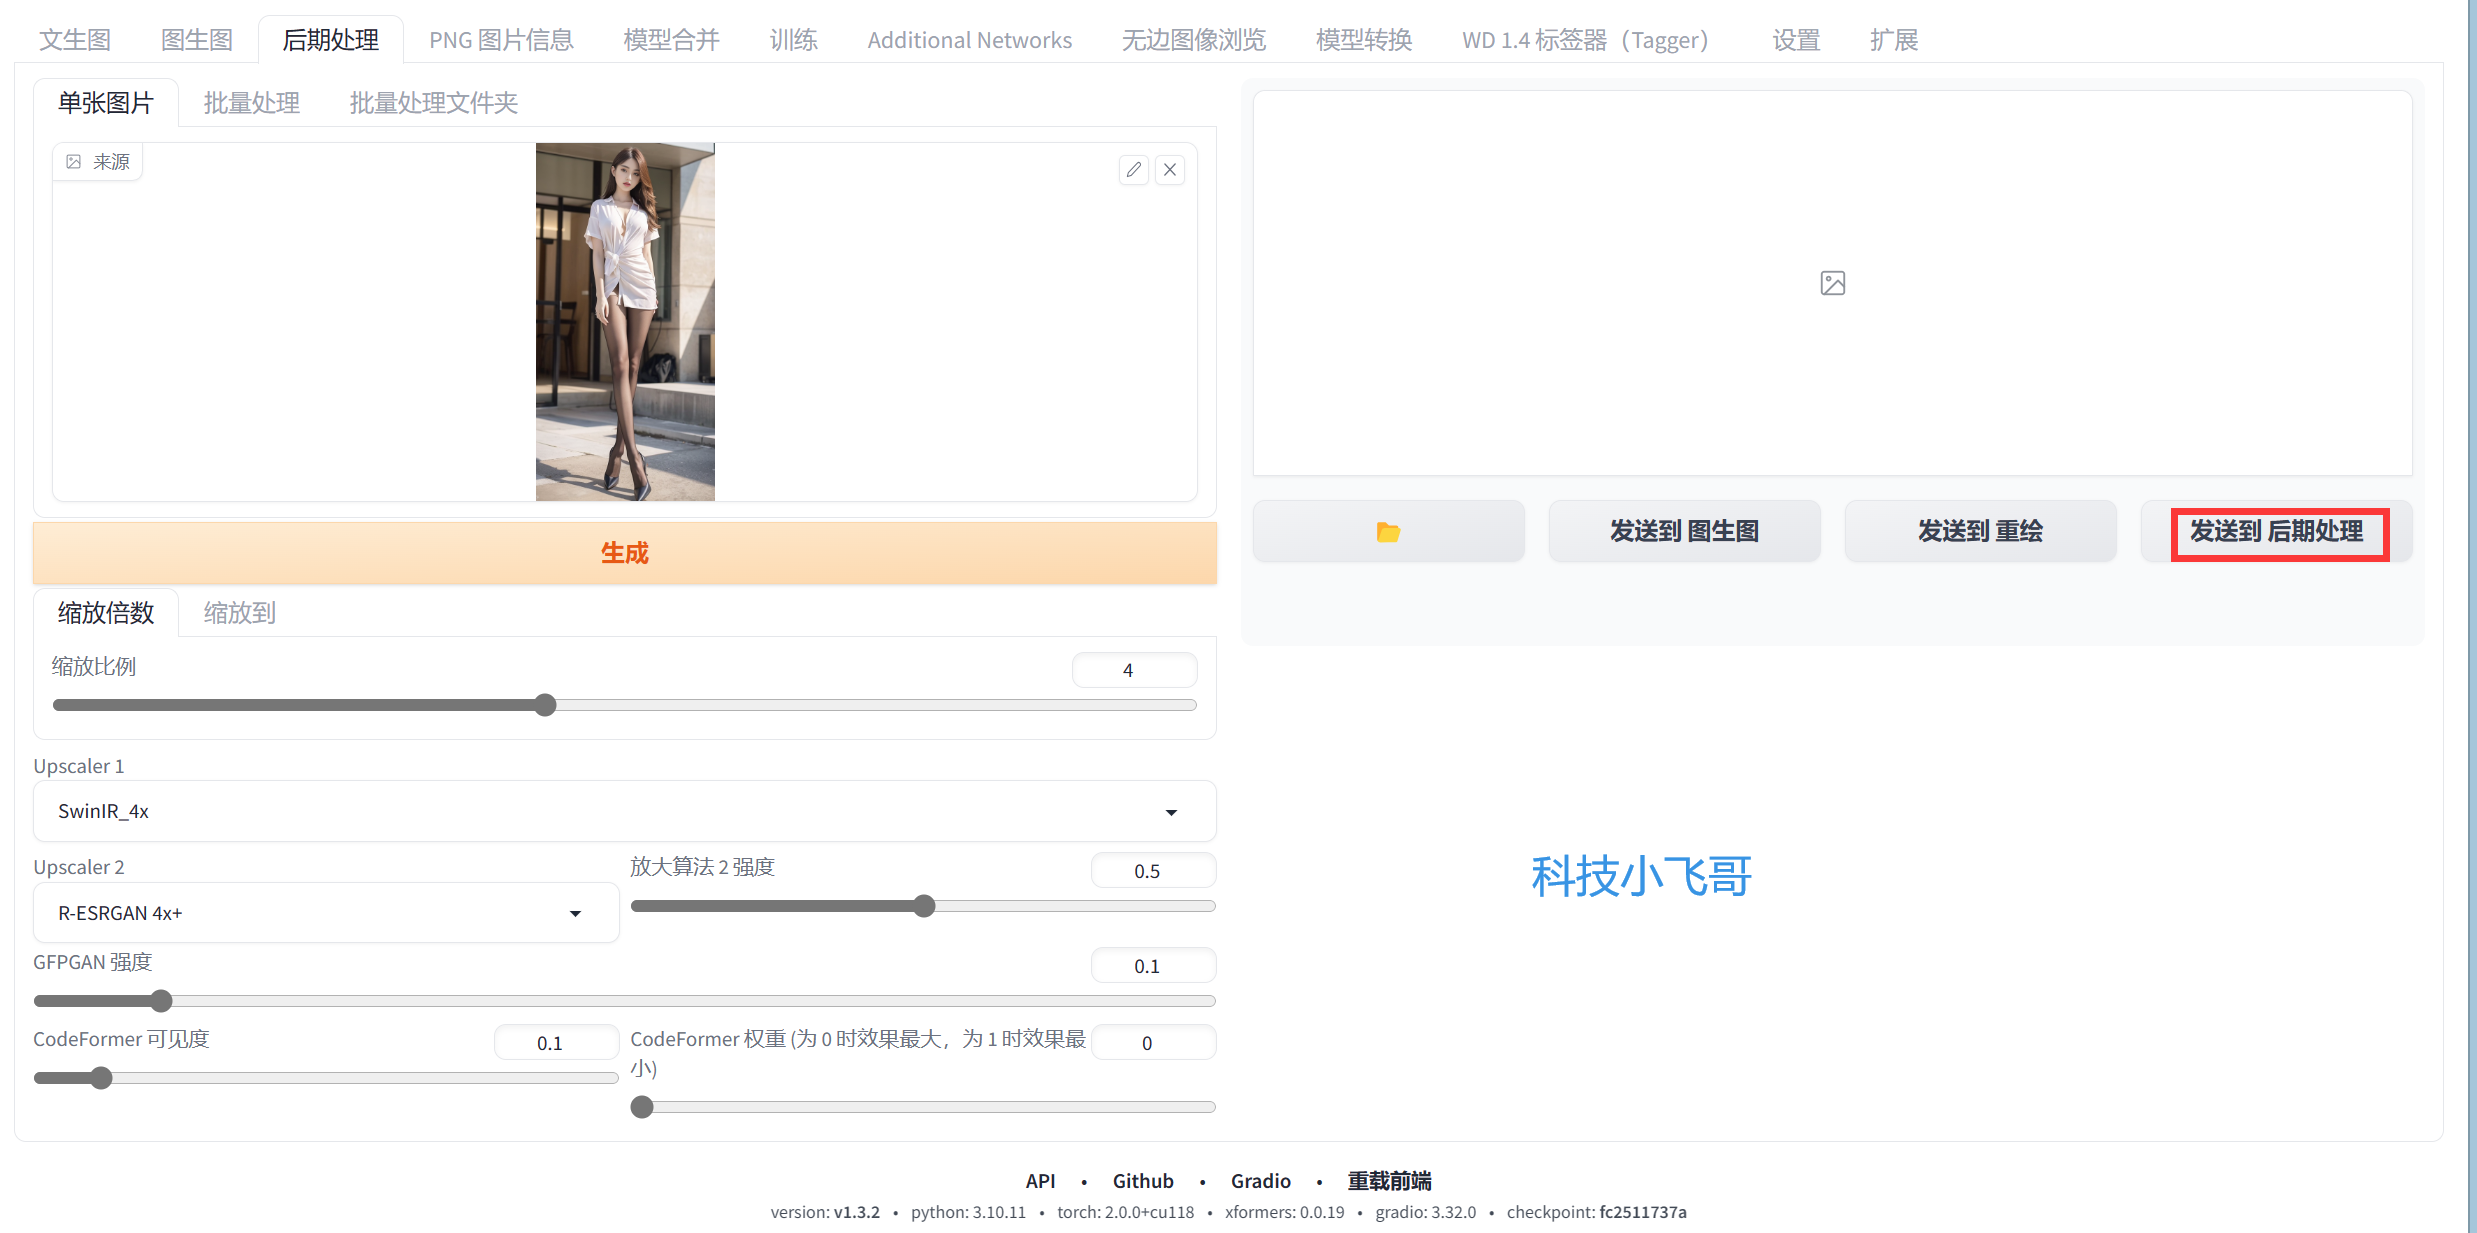 文生图 图生图 后期处理 PNG 图片信息 模型合并 训练 Additional Networks 无边图像浏览 模型转换 WD 1.4 标签器（Tagger） 设置 扩展
单张图片 批量处理 批量处理文件夹
来源
发送到 图生图 发送到 重绘 发送到 后期处理
生成
缩放倍数 缩放到
缩放比例 4
Upscaler 1
SwinIR_4x
Upscaler 2 放大算法 2 强度 0.5
R-ESRGAN 4x+
科技小飞哥
GFPGAN 强度 0.1
CodeFormer 可见度 0.1 CodeFormer 权重 (为 0 时效果最大，为 1 时效果最 0
小)
API • Github • Gradio • 重载前端
version: v1.3.2 • python: 3.10.11 • torch: 2.0.0+cu118 • xformers: 0.0.19 • gradio: 3.32.0 • checkpoint: fc2511737a